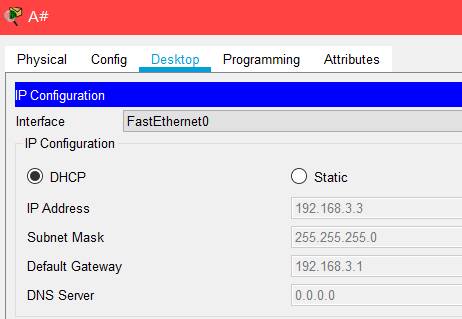 A#
Physical Config Desktop Programming Attributes
IP Configuration
Interface FastEthernet0
IP Configuration
DHCP Static
IP Address 192.168.3.3
Subnet Mask 255.255.255.0
Default Gateway 192.168.3.1
DNS Server 0.0.0.0